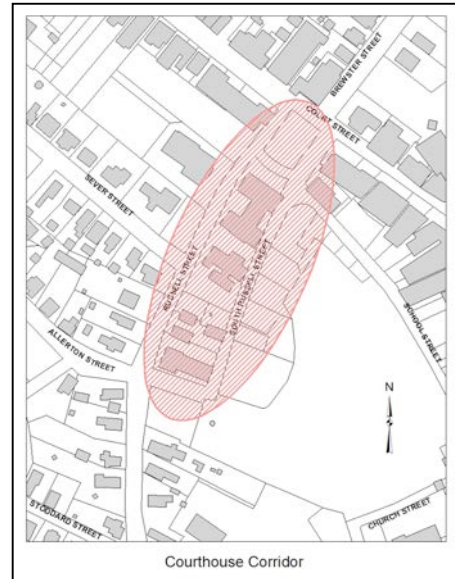 BREWSTER STREET
COURT STREET
SEVER STREET
RUSSELL STREET
SOUTH RUSSELL STREET
ALLERTON STREET
SCHOOL STREET
N
STODDARD STREET
CHURCH STREET
Courthouse Corridor